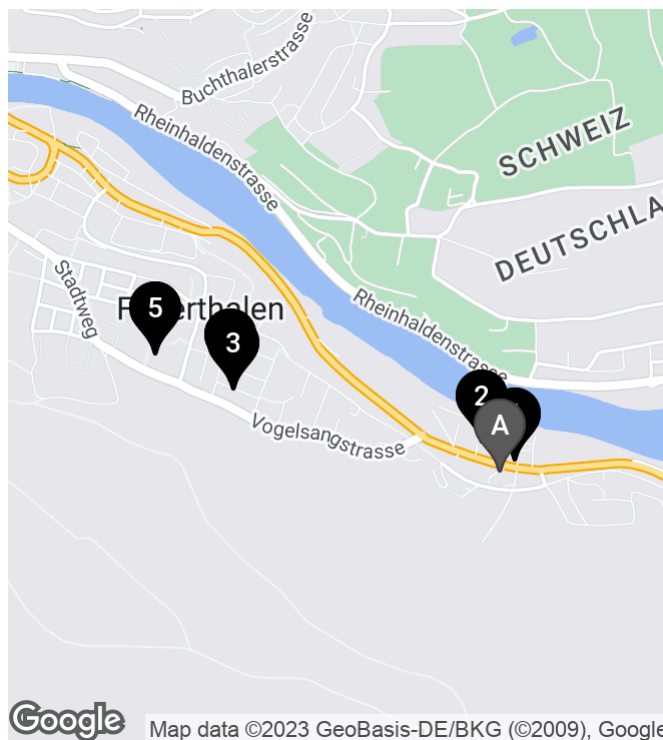 Buchthalerstrasse
Rheinhaldenstrasse
SCHWEIZ
DEUTSCHLA
Stadtweg
5
3
Rheinhaldenstrasse
2
A
Vogelsangstrasse
Google
Map data ©2023 GeoBasis-DE/BKG (©2009), Google